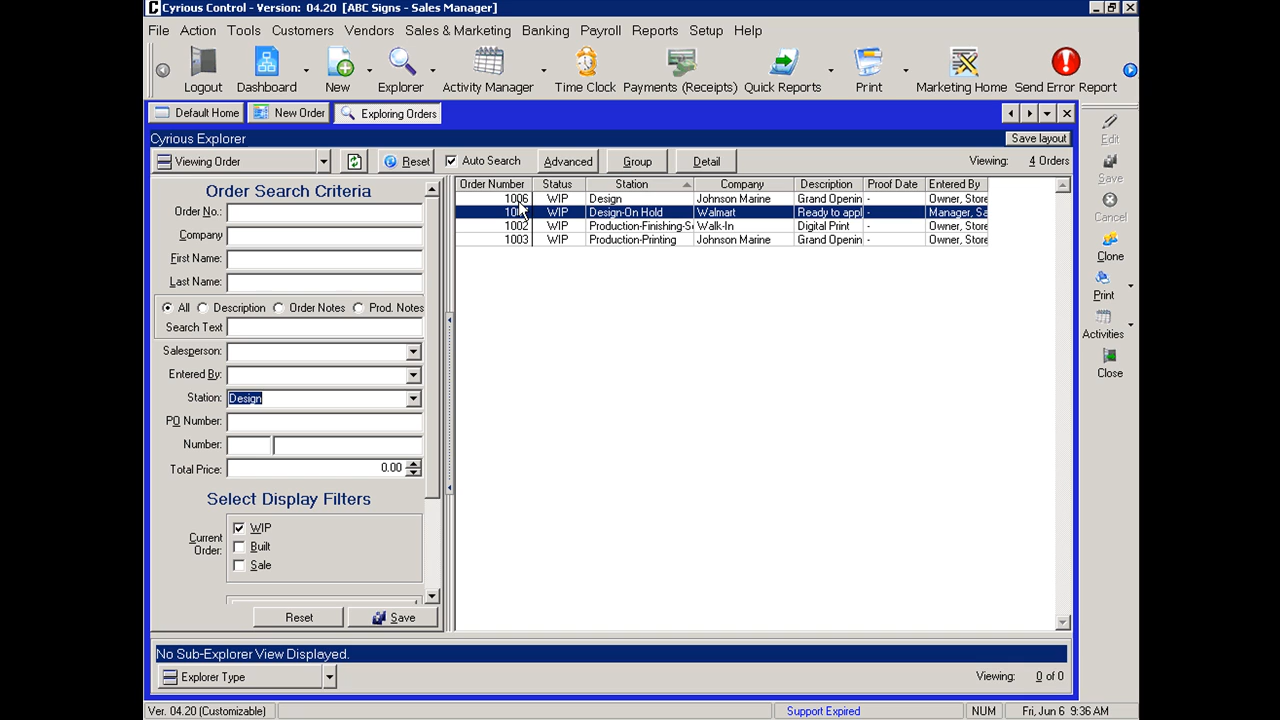 Cyrious Control - Version: 04.20 [ABC Signs - Sales Manager]
File Action Tools Customers Vendors Sales & Marketing Banking Payroll Reports Setup Help
Logout Dashboard New Explorer Activity Manager Time Clock Payments (Receipts) Quick Reports Print Marketing Home Send Error Report
Default Home New Order Exploring Orders
Cyrious Explorer Save layout
Viewing Order Reset Auto Search Advanced Group Detail Viewing: 4 Orders
Order Search Criteria
Order No.:
Company
First Name:
Last Name:
All Description Order Notes Prod. Notes
Search Text
Salesperson:
Entered By:
Station: Design
PO Number:
Number:
Total Price: 0.00
Select Display Filters
Current Order:
WIP
Built
Sale
Reset Save
Order Number Status Station Company Description Proof Date Entered By
1006 WIP Design Johnson Marine Grand Openin - Owner, Store
WIP Design-On Hold Walmart Ready to appl - Manager, Sa
1002 WIP Production-Finishing-Se Walk-In Digital Print - Owner, Store
1003 WIP Production-Printing Johnson Marine Grand Openin - Owner, Store
Edit
Save
Cancel
Clone
Print
Activities
Close
No Sub-Explorer View Displayed.
Explorer Type Viewing: 0 of 0
Ver. 04.20 (Customizable) Support Expired NUM Fri, Jun 6 9:36 AM